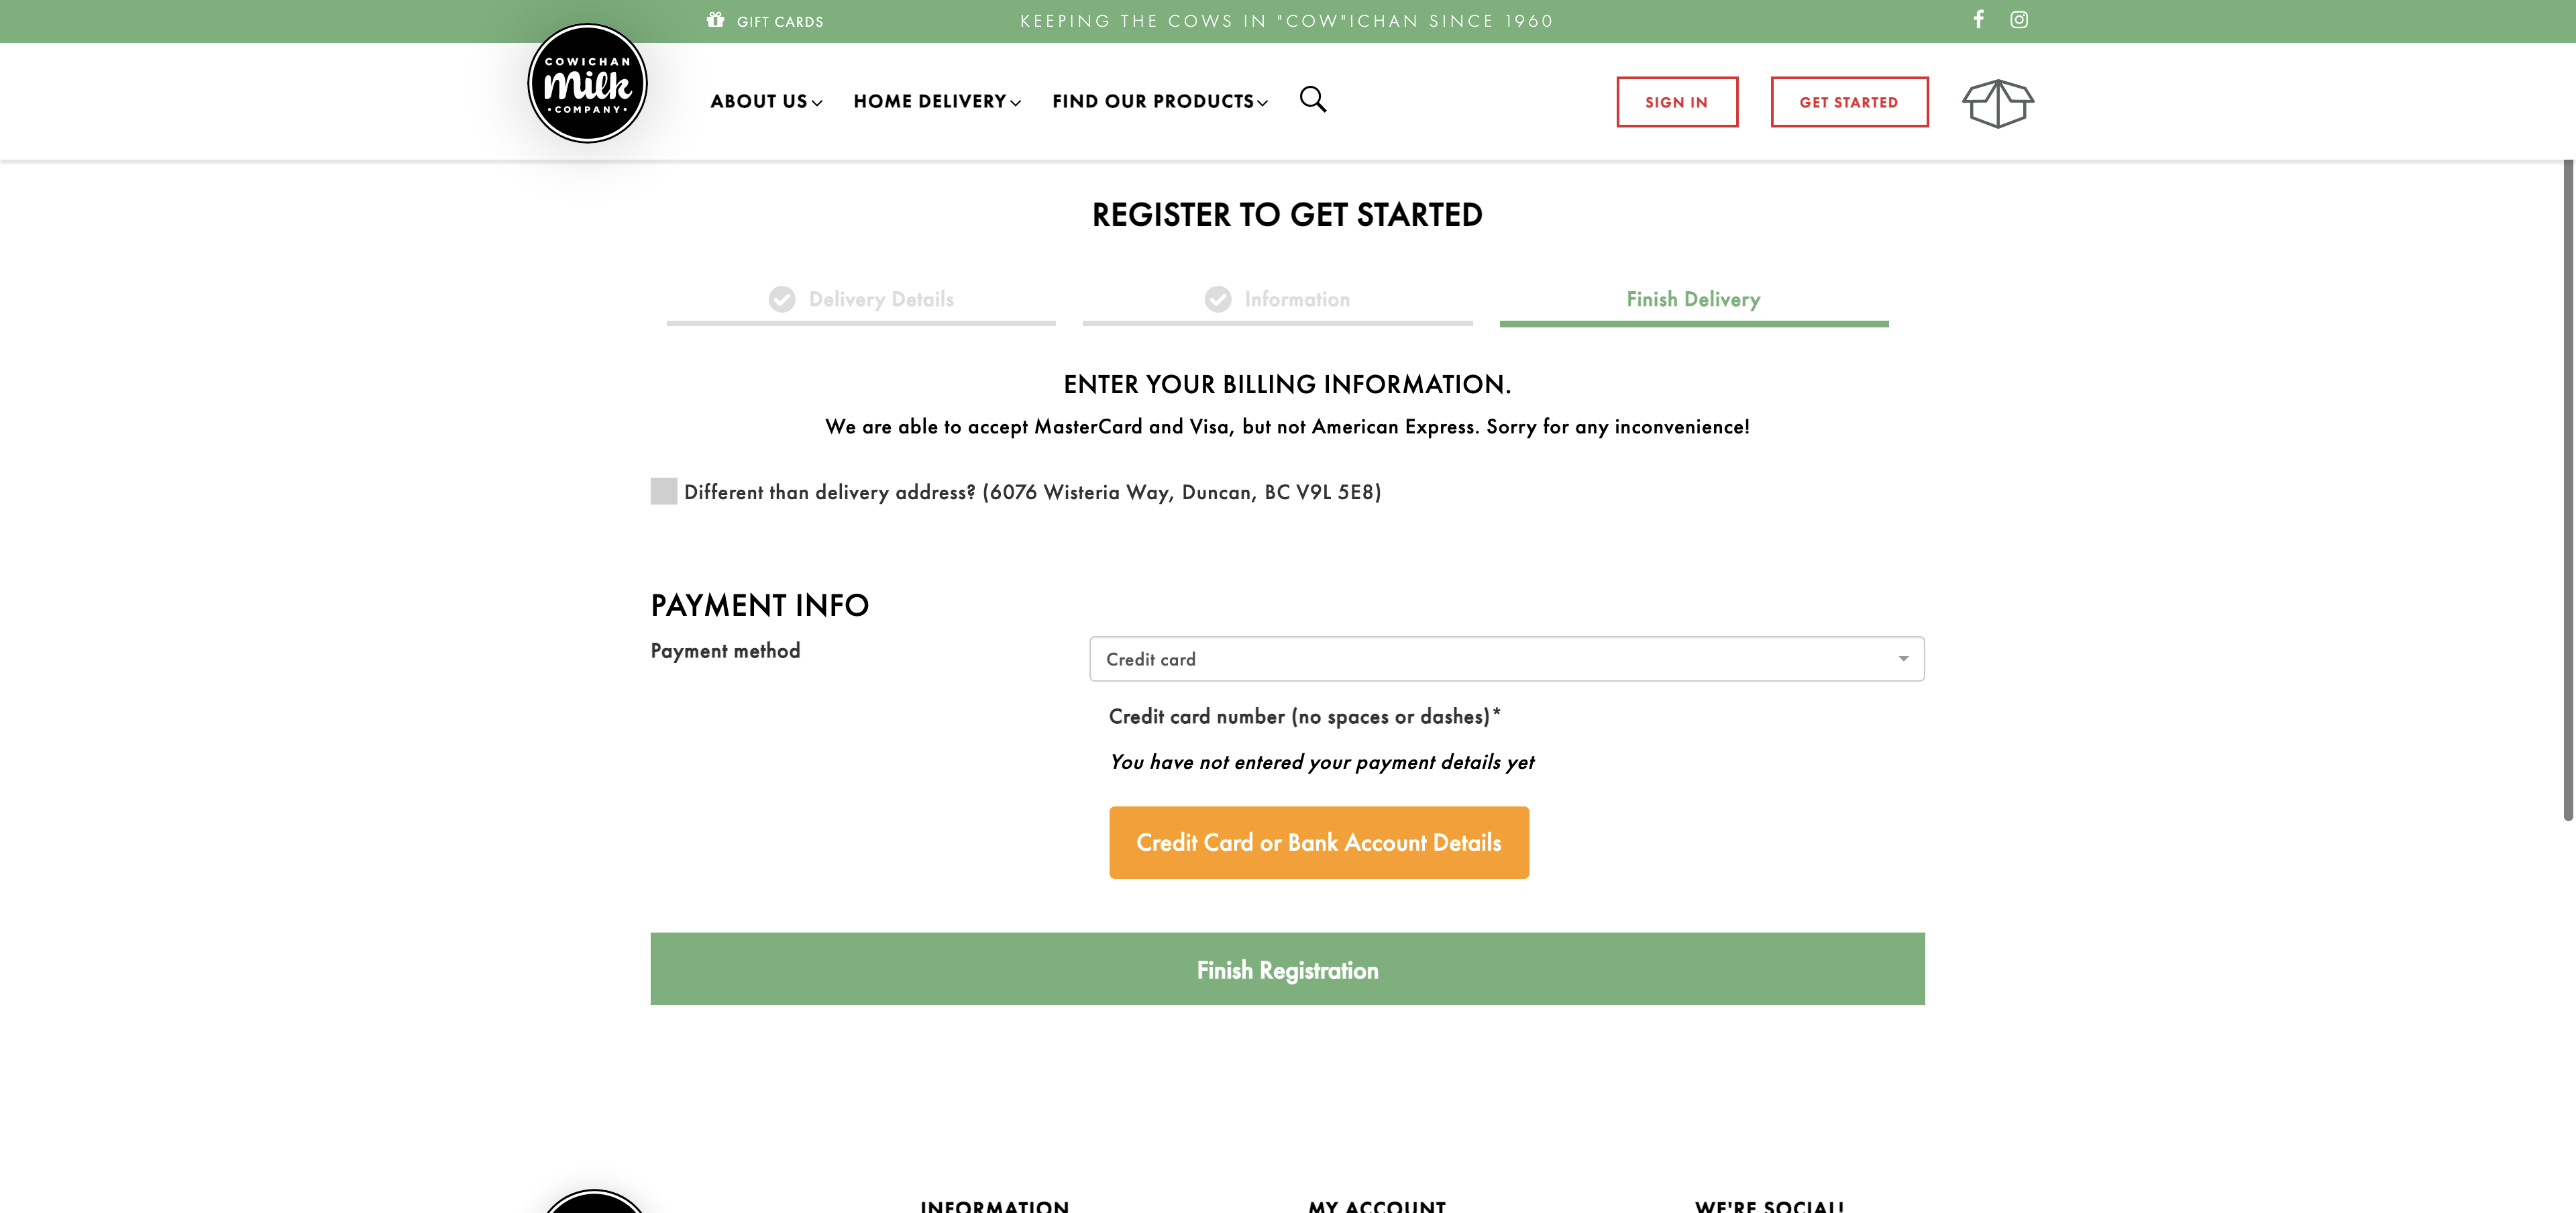 GIFT CARDS
KEEPING THE COWS IN "COW"ICHAN SINCE 1960
COWICHAN
milk
COMPANY
ABOUT US
HOME DELIVERY
FIND OUR PRODUCTS
SIGN IN
GET STARTED
REGISTER TO GET STARTED
Delivery Details
Information
Finish Delivery
ENTER YOUR BILLING INFORMATION.
We are able to accept MasterCard and Visa, but not American Express. Sorry for any inconvenience!
Different than delivery address? (6076 Wisteria Way, Duncan, BC V9L 5E8)
PAYMENT INFO
Payment method
Credit card
Credit card number (no spaces or dashes)*
You have not entered your payment details yet
Credit Card or Bank Account Details
Finish Registration
INFORMATION
MY ACCOUNT
WE'RE SOCIAL!